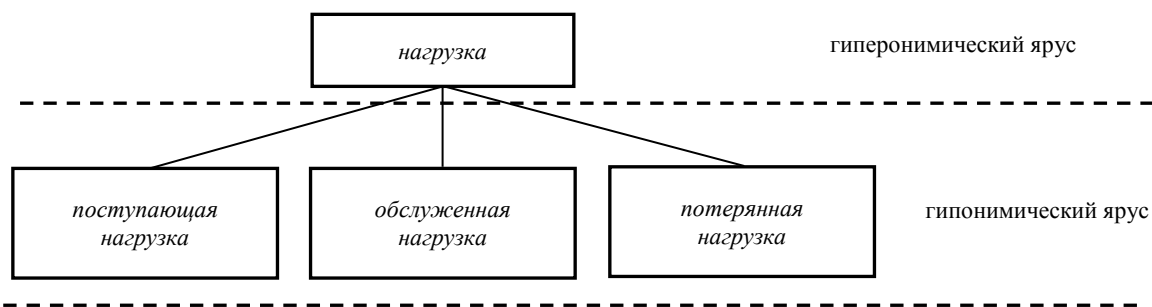 нагрузка
гиперонимический ярус
поступающая
нагрузка
обслуженная
нагрузка
потерянная
нагрузка
гипонимический ярус